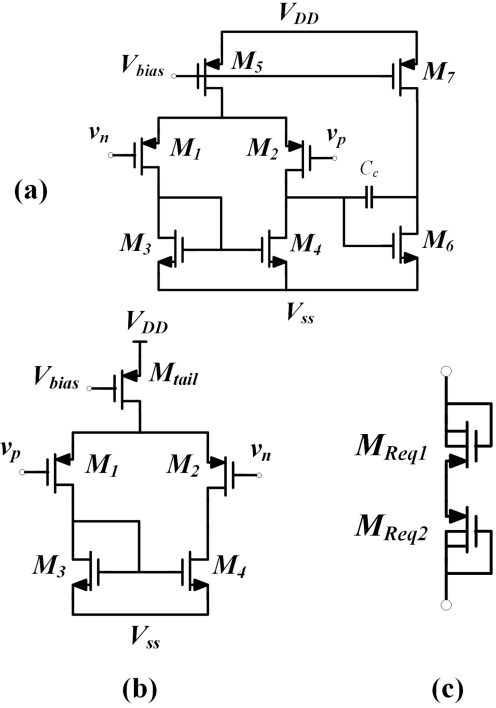 V_DD
V_bias M_5 M_7
v_n M_1 M_2 v_p
(a) C_c
M_3 M_4 M_6
V_ss
V_DD
V_bias M_tail
v_p M_1 M_2 v_n
M_Req1
M_3 M_4 M_Req2
V_ss
(b) (c)